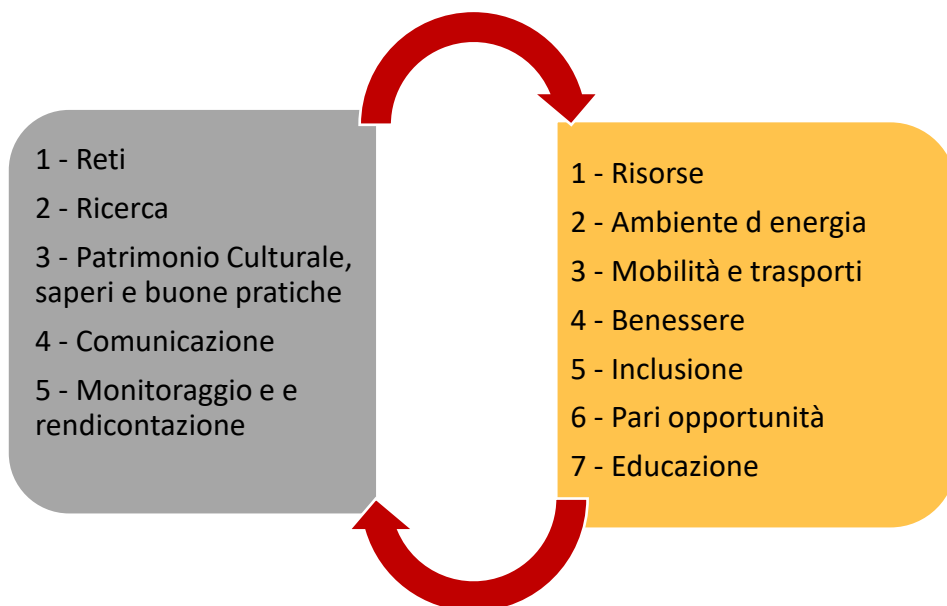 1 - Reti
2 - Ricerca
3 - Patrimonio Culturale,
saperi e buone pratiche
4 - Comunicazione
5 - Monitoraggio e e
rendicontazione
1 - Risorse
2 - Ambiente d energia
3 - Mobilità e trasporti
4 - Benessere
5 - Inclusione
6 - Pari opportunità
7 - Educazione